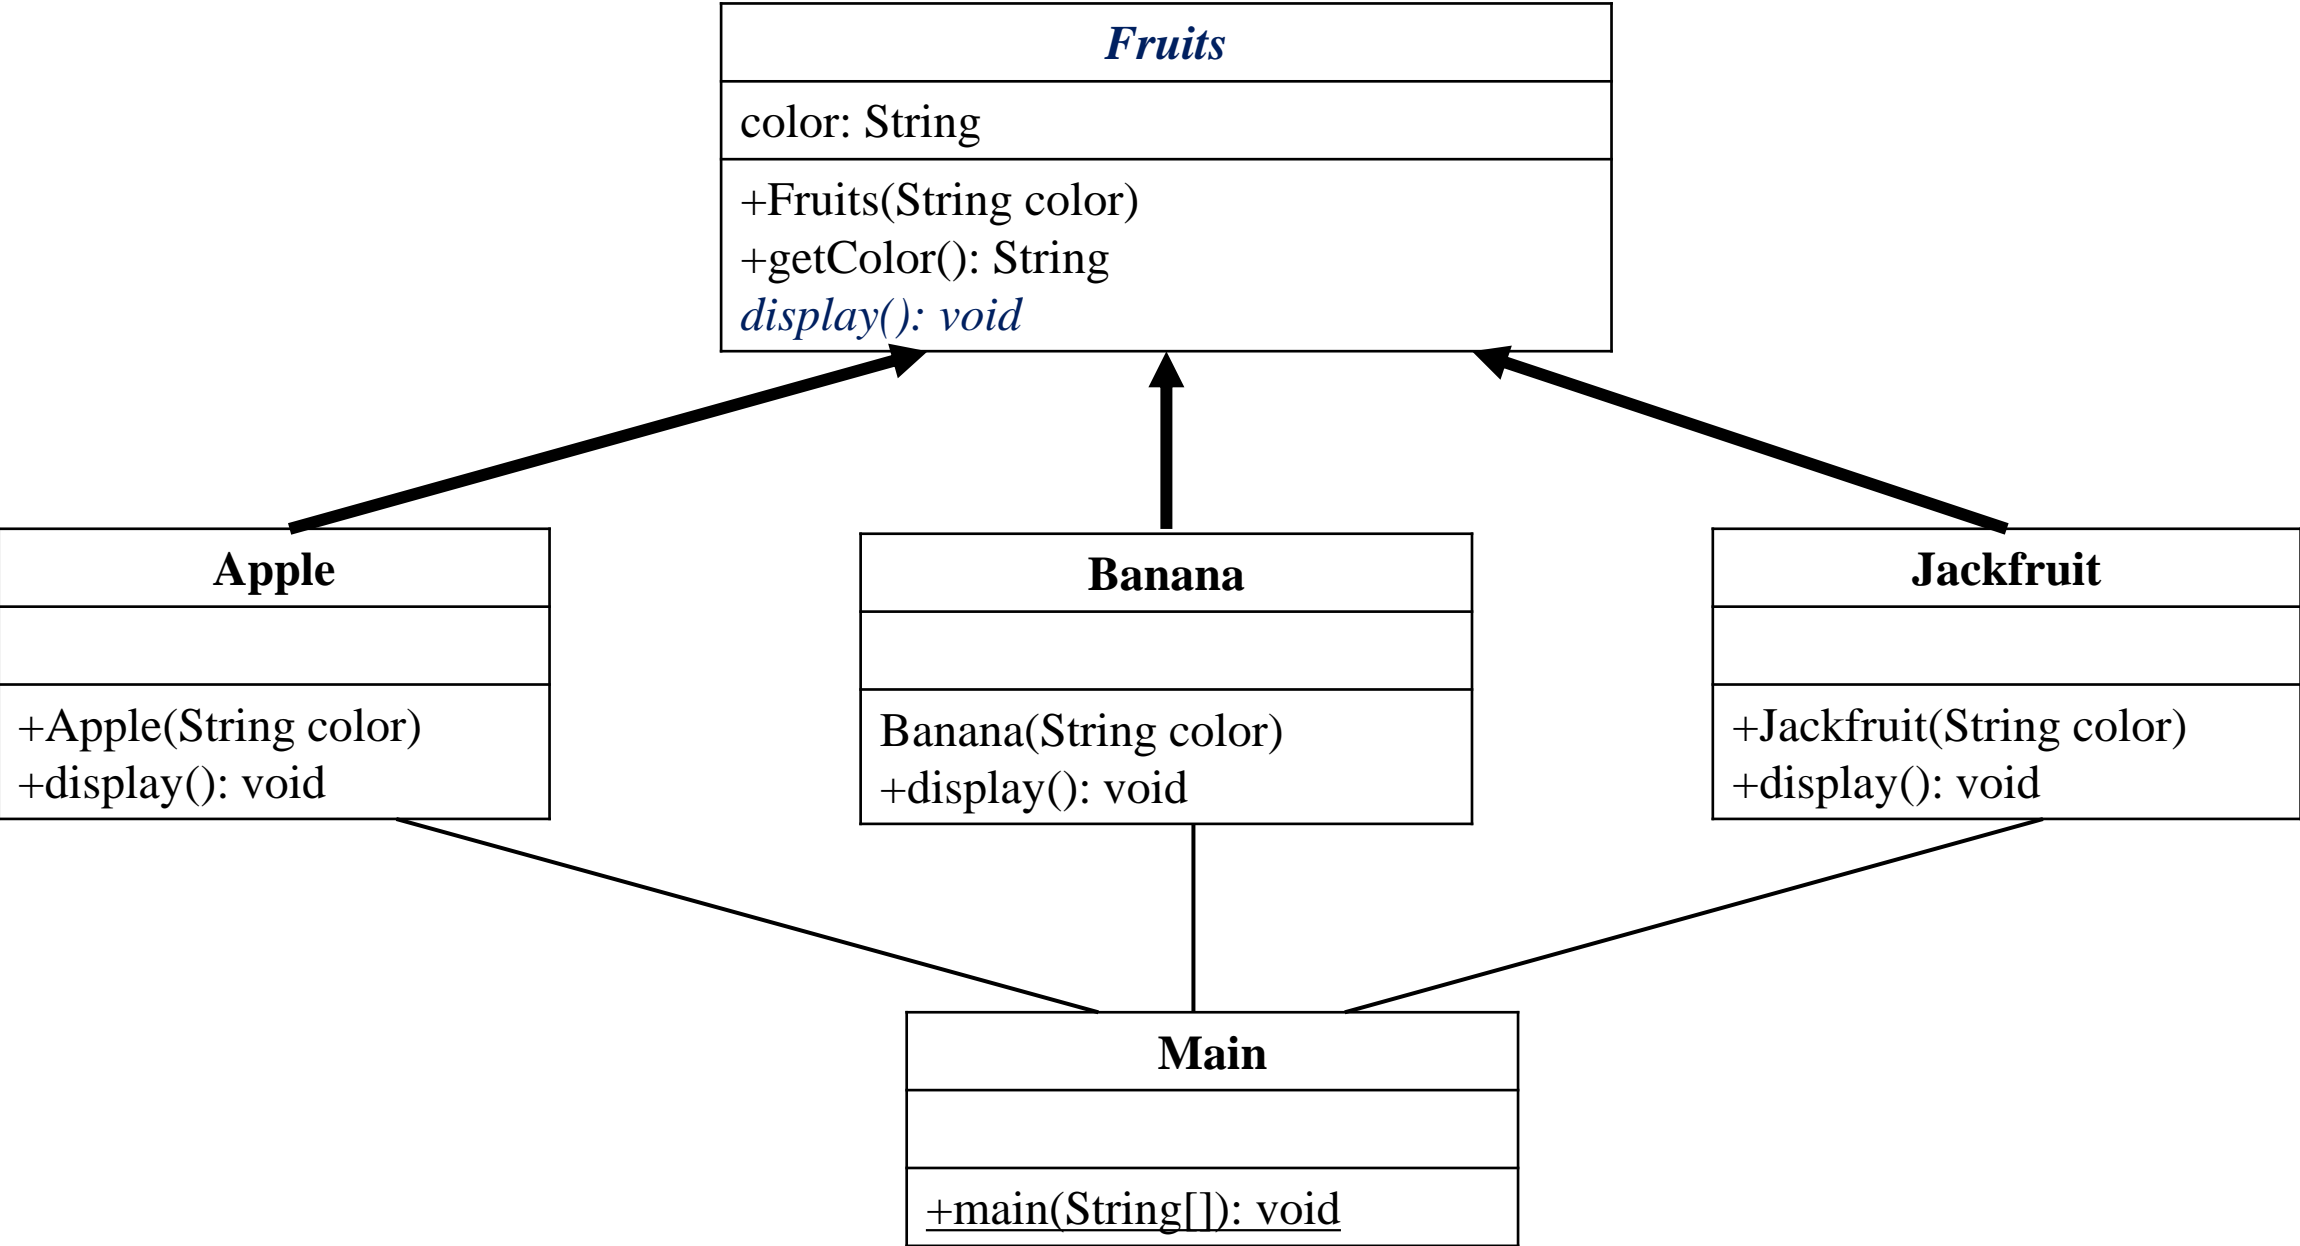 Fruits
color: String
+Fruits(String color)
+getColor(): String
display(): void
Apple
+Apple(String color)
+display(): void
Banana
Banana(String color)
+display(): void
Jackfruit
+Jackfruit(String color)
+display(): void
Main
+main(String[]): void